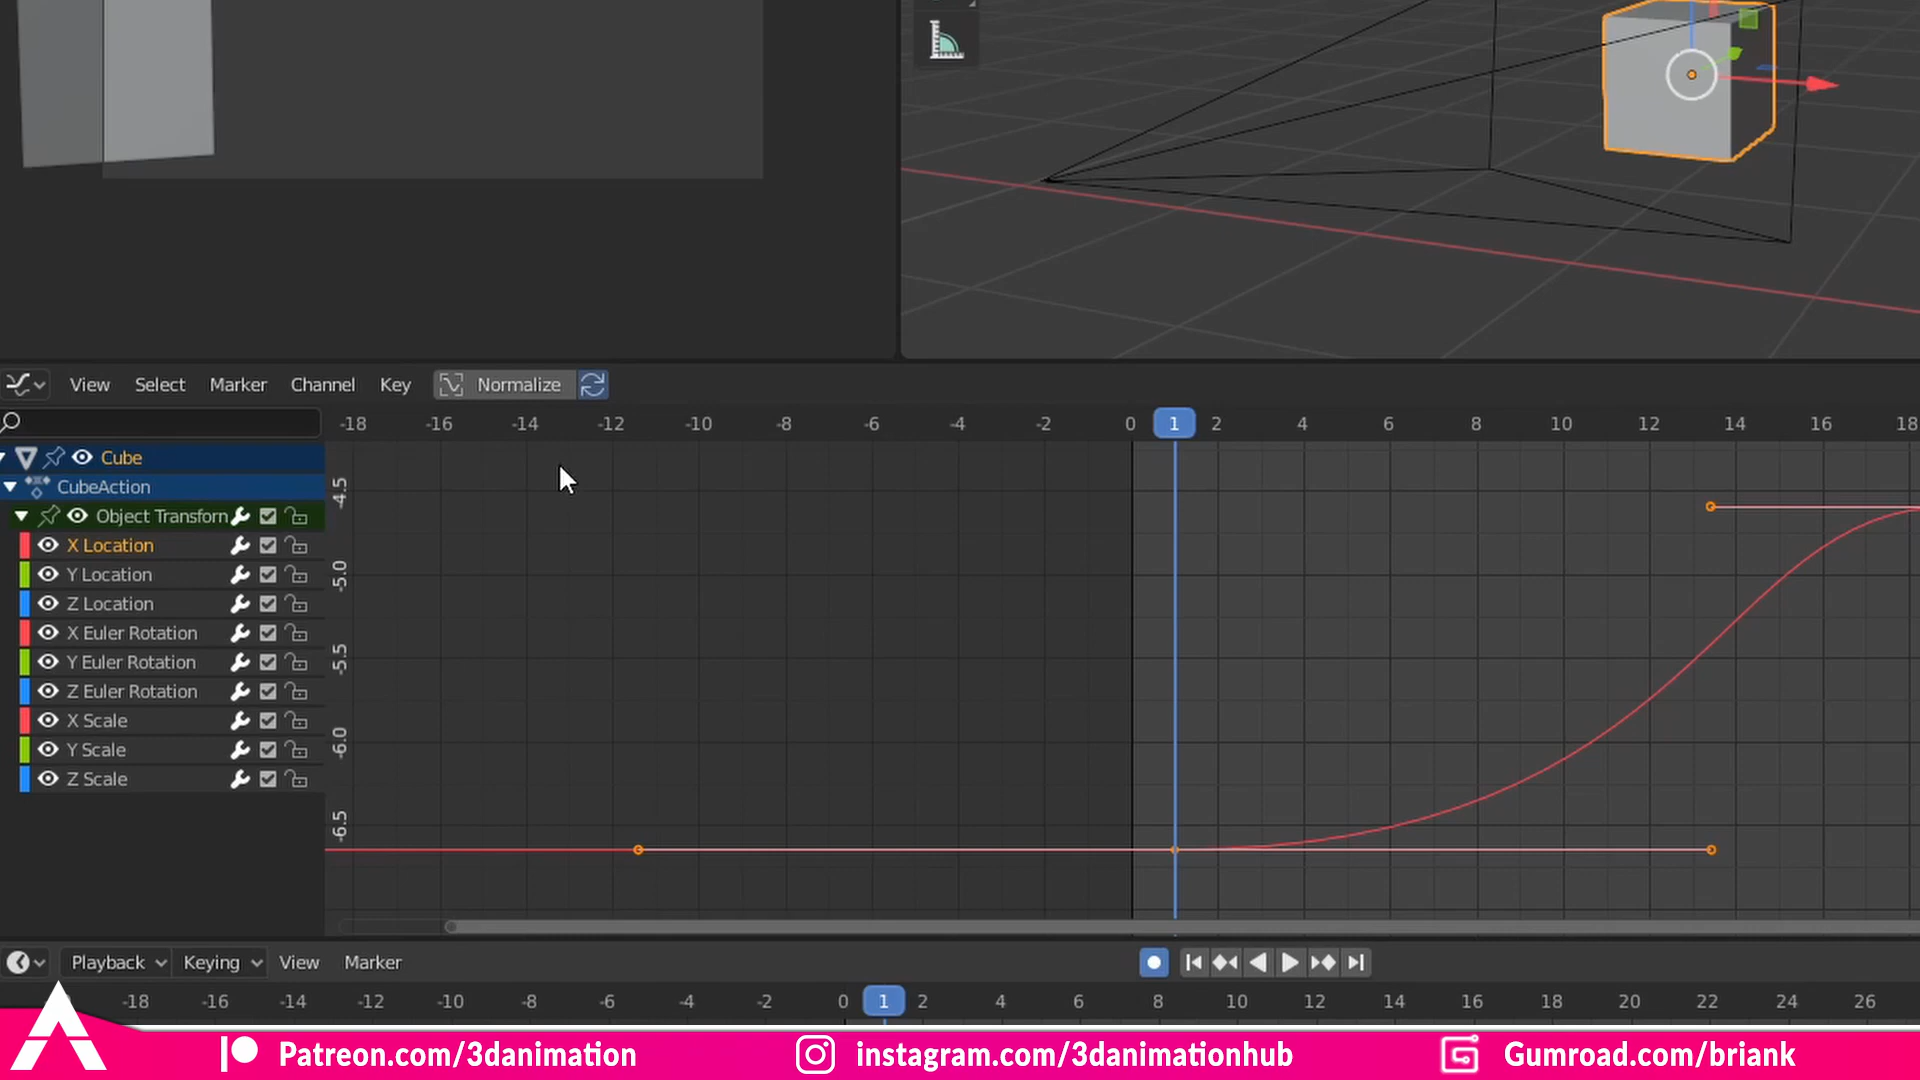 View Select Marker Channel Key Normalize
-18 -16 -14 -12 -10 -8 -6 -4 -2 0 1 2 4 6 8 10 12 14 16 18
Cube
CubeAction
Object Transforn
X Location
Y Location
Z Location
X Euler Rotation
Y Euler Rotation
Z Euler Rotation
X Scale
Y Scale
Z Scale
-4.5
-5.0
-5.5
-6.0
-6.5
Playback Keying View Marker
-18 -16 -14 -12 -10 -8 -6 -4 -2 0 1 2 4 6 8 10 12 14 16 18 20 22 24 26
Patreon.com/3danimation instagram.com/3danimationhub Gumroad.com/briank